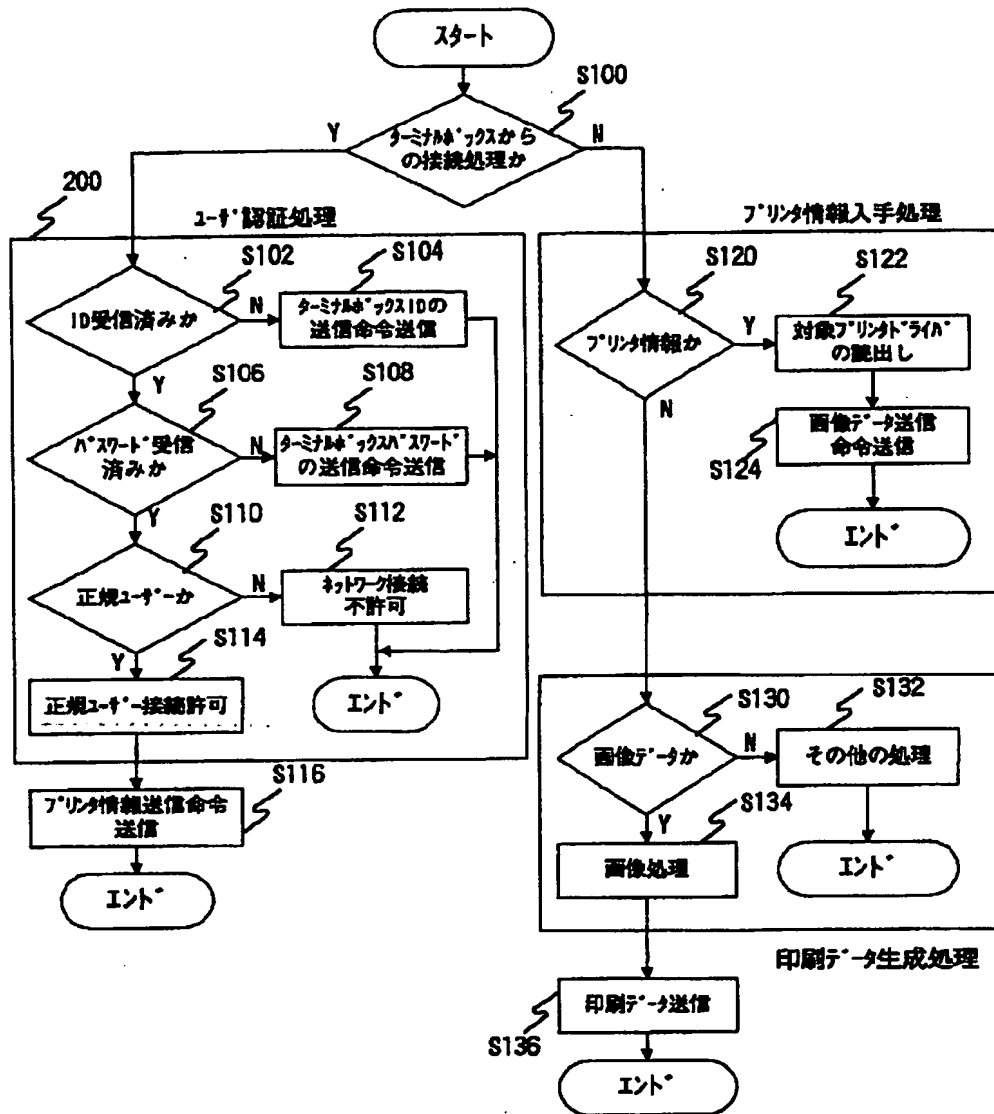 スタート
S100
ターミナルボックスから
の接続処理か
Y
N
200
ユーザ認証処理
S102
ID受信済みか
N
S104
ターミナルボックスIDの
送信命令送信
Y
S106
パスワード受信
済みか
N
S108
ターミナルボックスパスワード
の送信命令送信
Y
S110
正規ユーザーか
N
S112
ネットワーク接続
不許可
Y
S114
正規ユーザー接続許可
エンド
S116
プリンタ情報送信命令
送信
エンド
プリンタ情報入手処理
S120
プリンタ情報か
Y
S122
対象プリンタドライバ
の読出し
N
S124
画像データ送信
命令送信
エンド
S130
画像データか
N
S132
その他の処理
Y
S134
画像処理
エンド
印刷データ生成処理
印刷データ送信
S136
エンド